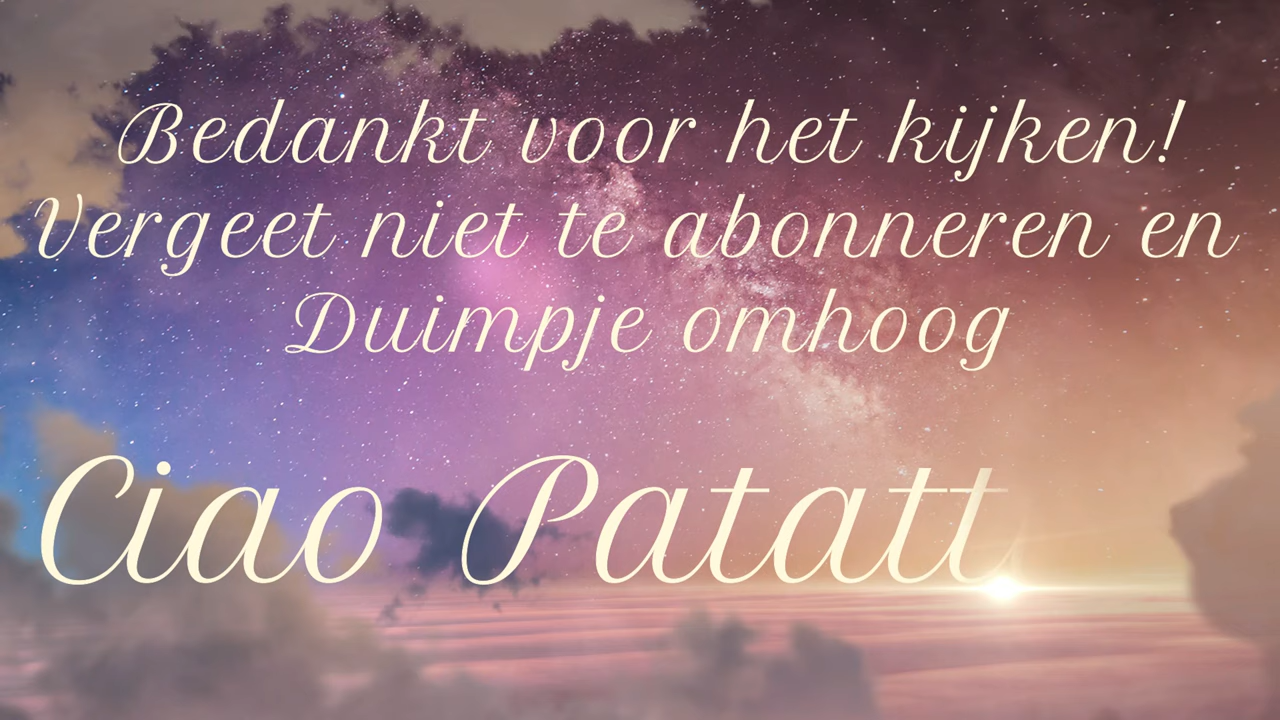 Bedankt voor het kijken!
Vergeet niet te abonneren en
Duimpje omhoog
Ciao Patatt